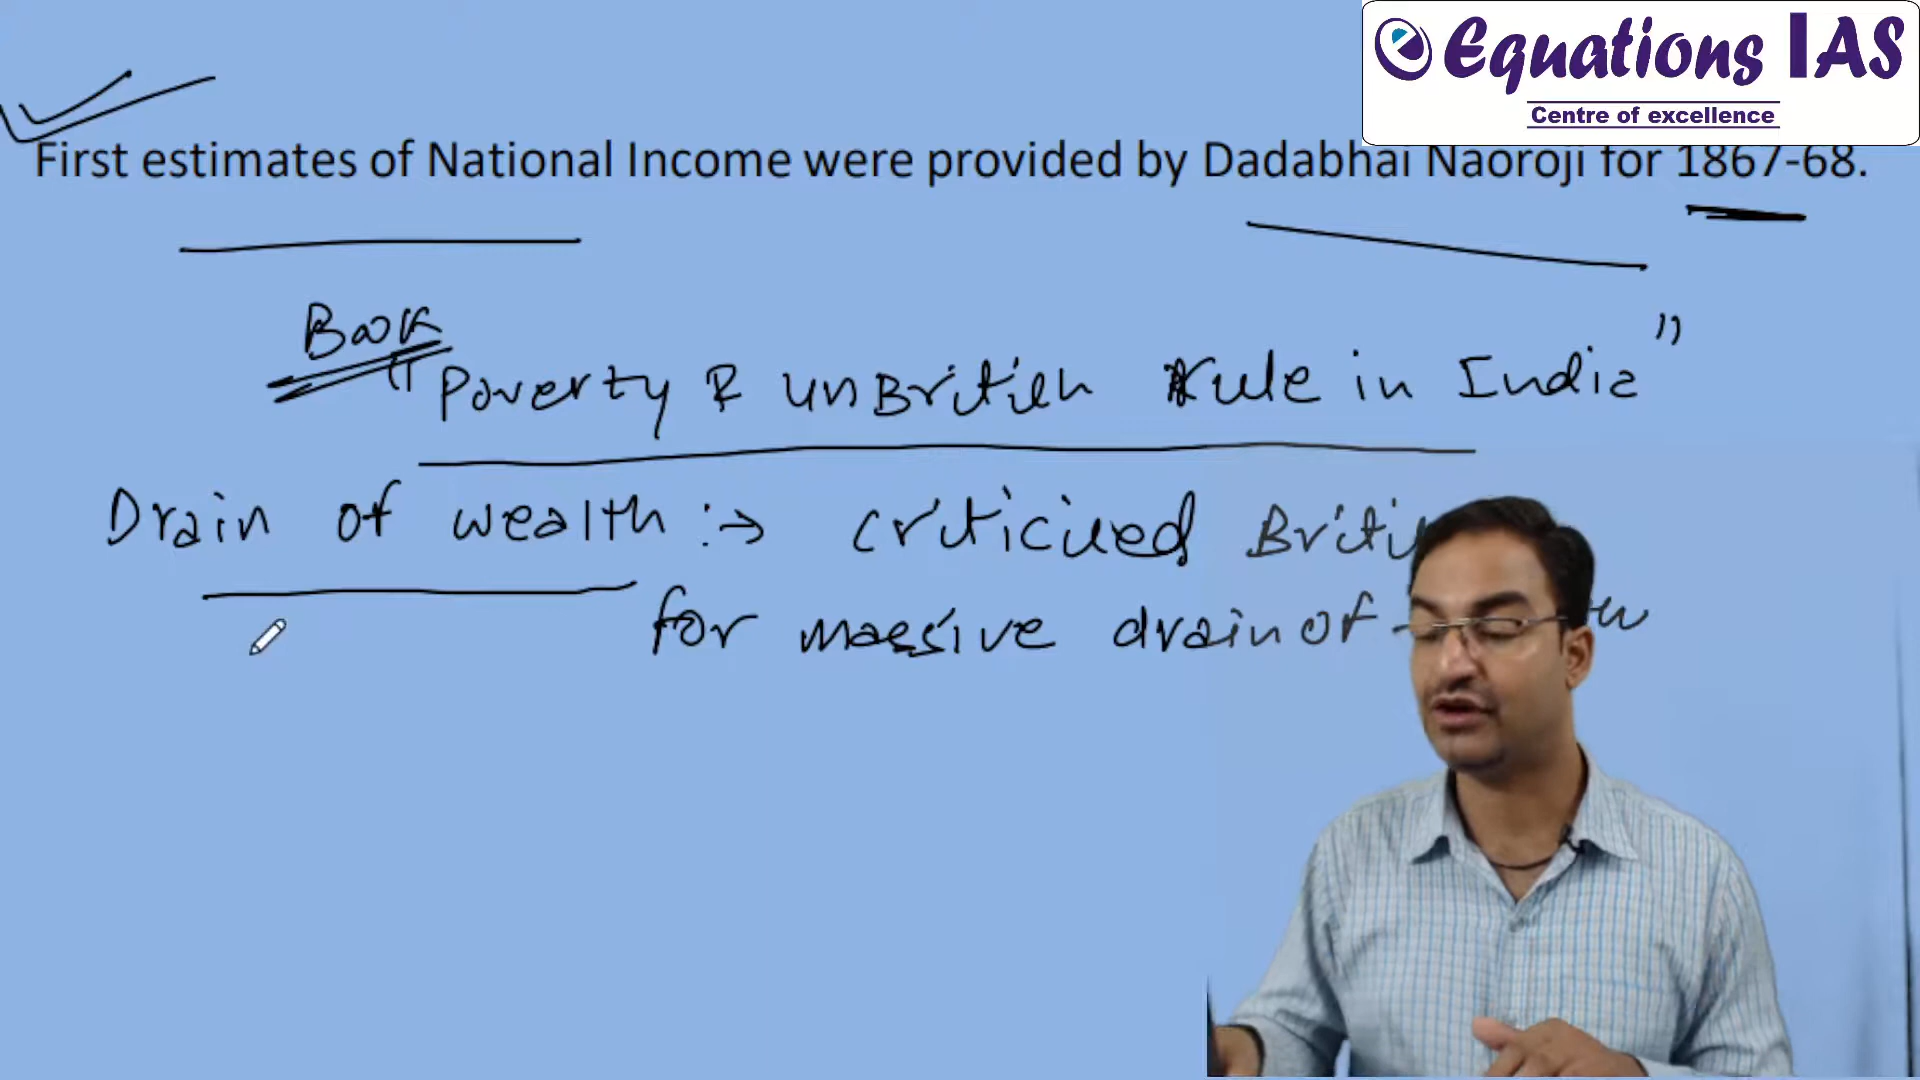 Equations IAS
Centre of excellence
First estimates of National Income were provided by Dadabhai Naoroji for 1867-68.
Book
"Poverty & unBritish rule in India"
Drain of wealth :→ criticised
for massive drain of